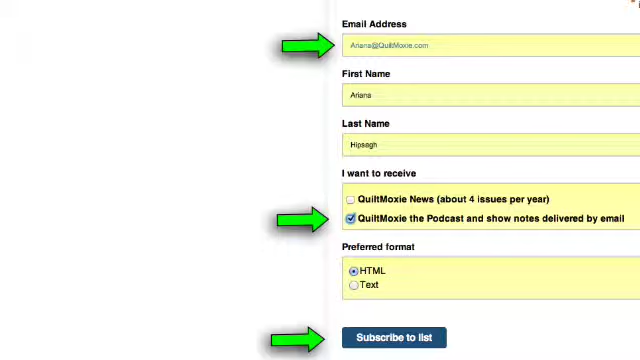 Email Address
Ariana@QuiltMoxie.com
First Name
Ariana
Last Name
Hipsagh
I want to receive
QuiltMoxie News (about 4 issues per year)
QuiltMoxie the Podcast and show notes delivered by email
Preferred format
HTML
Text
Subscribe to list